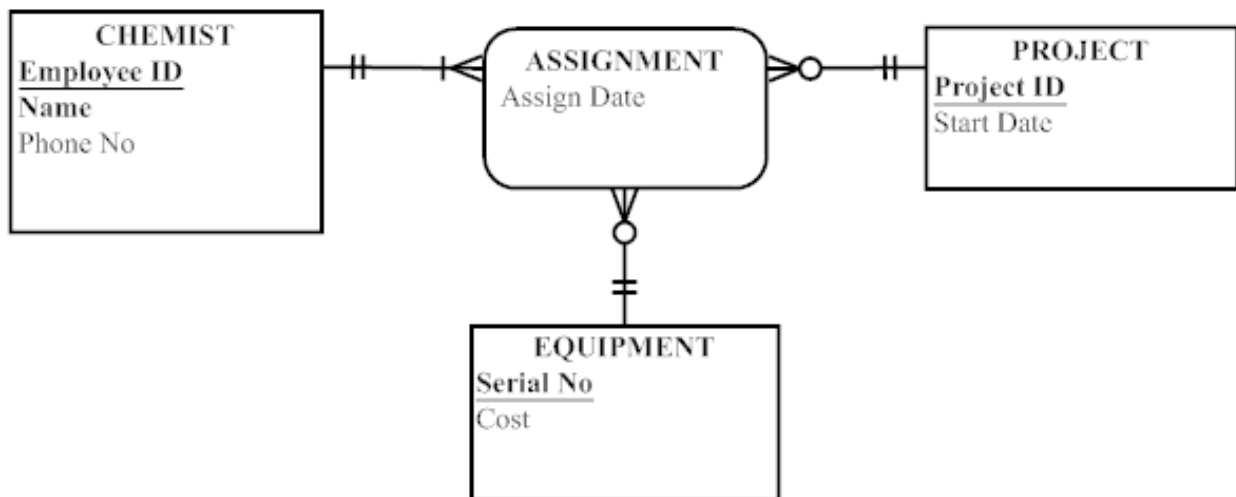 CHEMIST
Employee ID
Name
Phone No
ASSIGNMENT
Assign Date
PROJECT
Project ID
Start Date
EQUIPMENT
Serial No
Cost